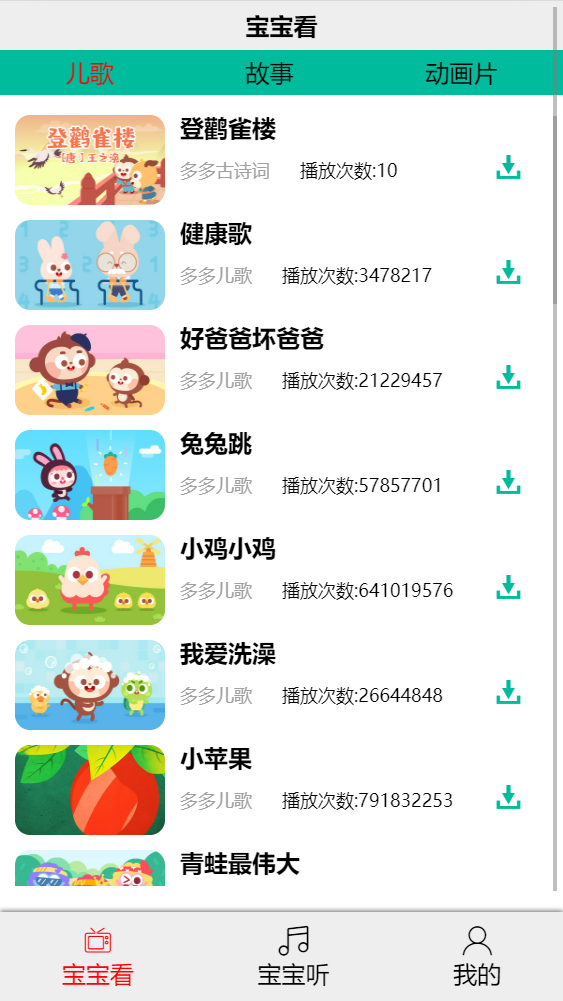 宝宝看
儿歌 故事 动画片
登鹳雀楼
登鹳雀楼
【唐】王之涣
多多古诗词 播放次数:10
健康歌
多多儿歌 播放次数:3478217
好爸爸坏爸爸
多多儿歌 播放次数:21229457
兔兔跳
多多儿歌 播放次数:57857701
小鸡小鸡
多多儿歌 播放次数:641019576
我爱洗澡
多多儿歌 播放次数:26644848
小苹果
多多儿歌 播放次数:791832253
青蛙最伟大
宝宝看 宝宝听 我的